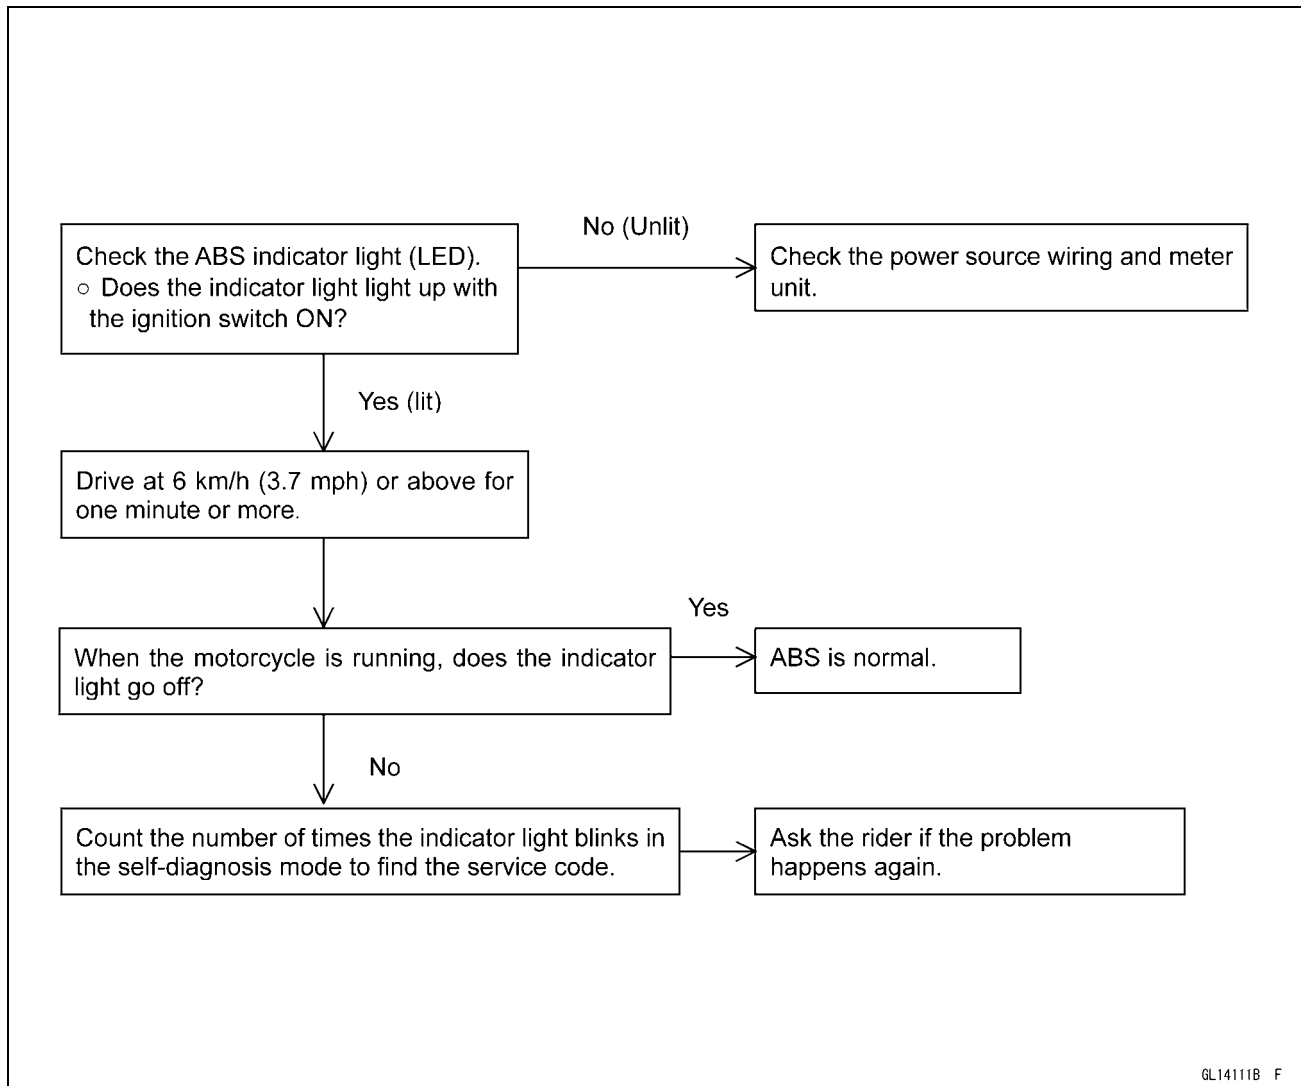 No (Unlit)
Check the ABS indicator light (LED).
○ Does the indicator light light up with
the ignition switch ON?
Check the power source wiring and meter
unit.
Yes (lit)
Drive at 6 km/h (3.7 mph) or above for
one minute or more.
Yes
When the motorcycle is running, does the indicator
light go off?
ABS is normal.
No
Count the number of times the indicator light blinks in
the self-diagnosis mode to find the service code.
Ask the rider if the problem
happens again.
GL14111B F